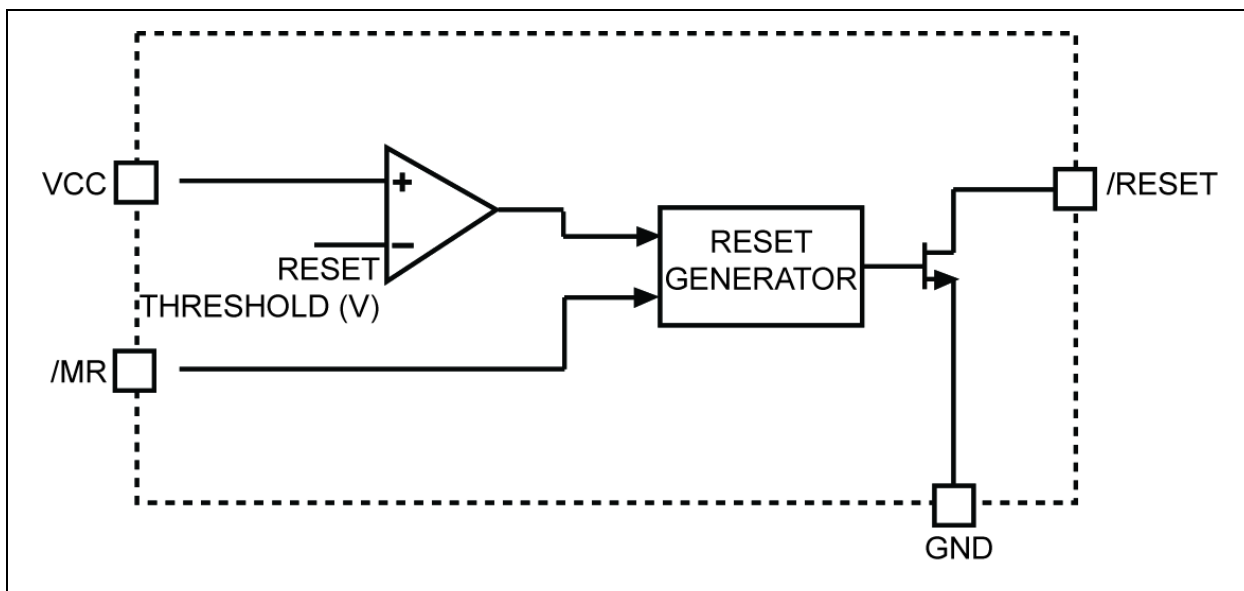 VCC
+
−
RESET
THRESHOLD (V)
/MR
RESET
GENERATOR
/RESET
GND